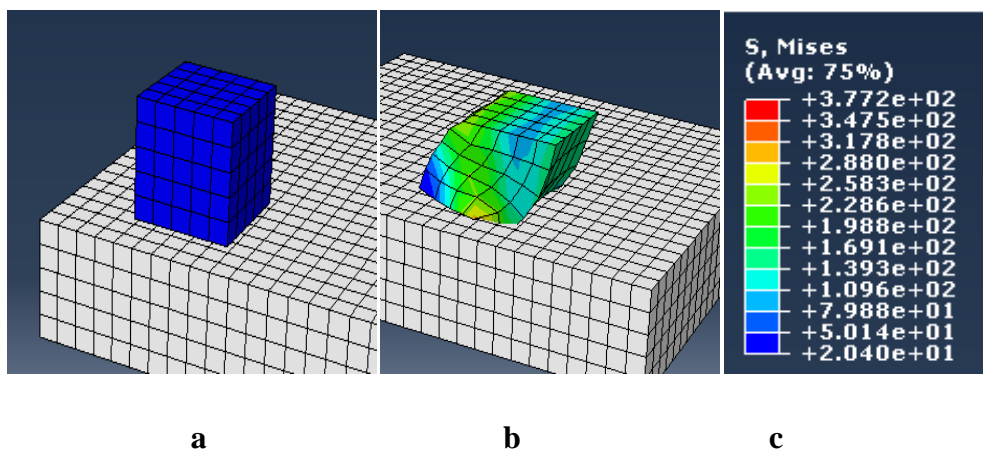 S, Mises
(Avg: 75%)
+3.772e+02
+3.475e+02
+3.178e+02
+2.880e+02
+2.583e+02
+2.286e+02
+1.988e+02
+1.691e+02
+1.393e+02
+1.096e+02
+7.988e+01
+5.014e+01
+2.040e+01
a b c